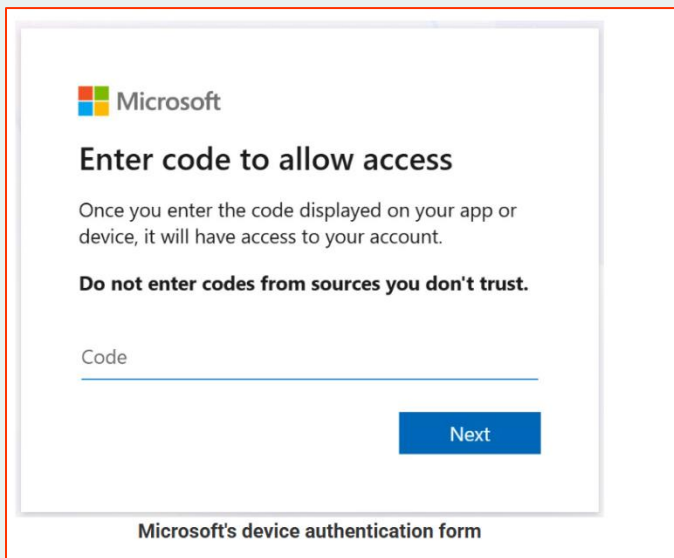 Microsoft
Enter code to allow access
Once you enter the code displayed on your app or
device, it will have access to your account.
Do not enter codes from sources you don't trust.
Code
Next
Microsoft's device authentication form